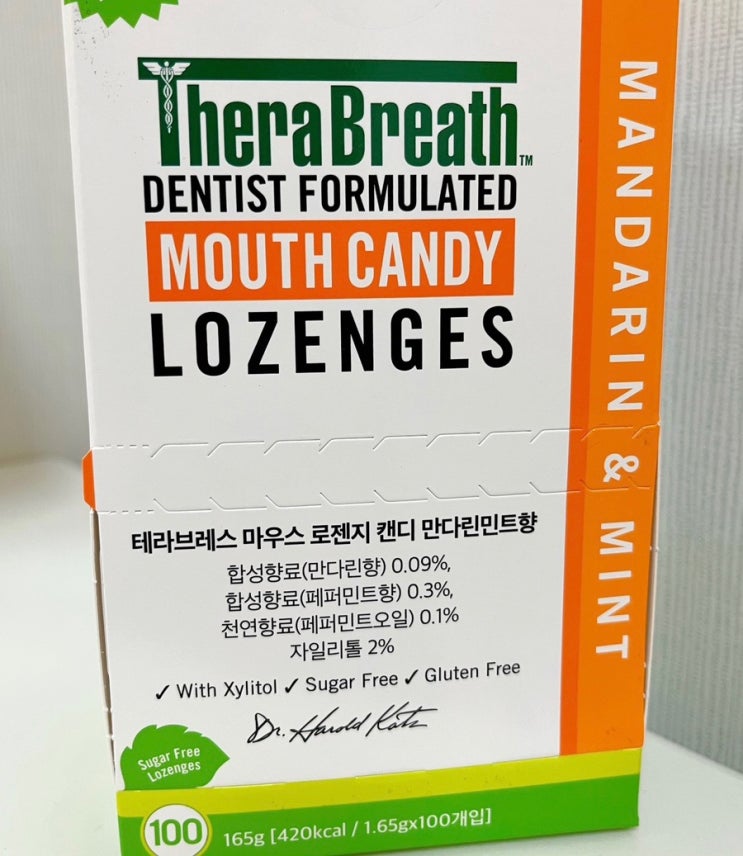 TheraBreath™
DENTIST FORMULATED
MOUTH CANDY
LOZENGES
MANDARIN & MINT
테라브레스 마우스 로젠지 캔디 만다린민트향
합성향료(만다린향) 0.09%,
합성향료(페퍼민트향) 0.3%,
천연향료(페퍼민트오일) 0.1%
자일리톨 2%
✓ With Xylitol ✓ Sugar Free ✓ Gluten Free
Dr. Harold Katz
Sugar Free
Lozenges
100 165g [420kcal / 1.65gx100개입]